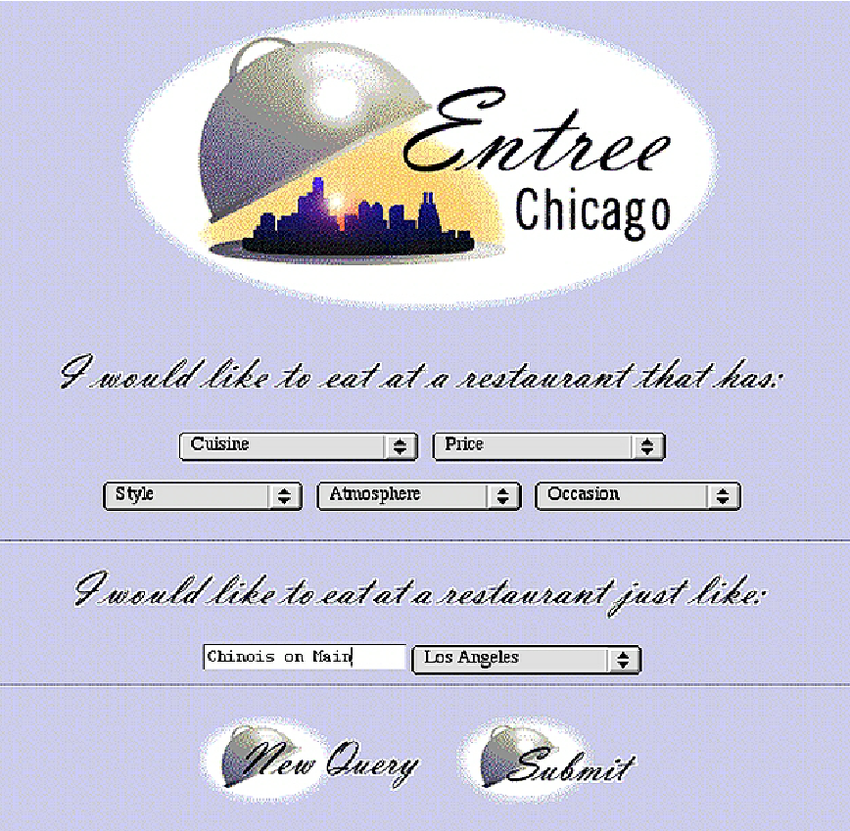 Entree
Chicago
I would like to eat at a restaurant that has:
Cuisine Price
Style Atmosphere Occasion
I would like to eat at a restaurant just like:
Chinois on Main Los Angeles
New Query Submit